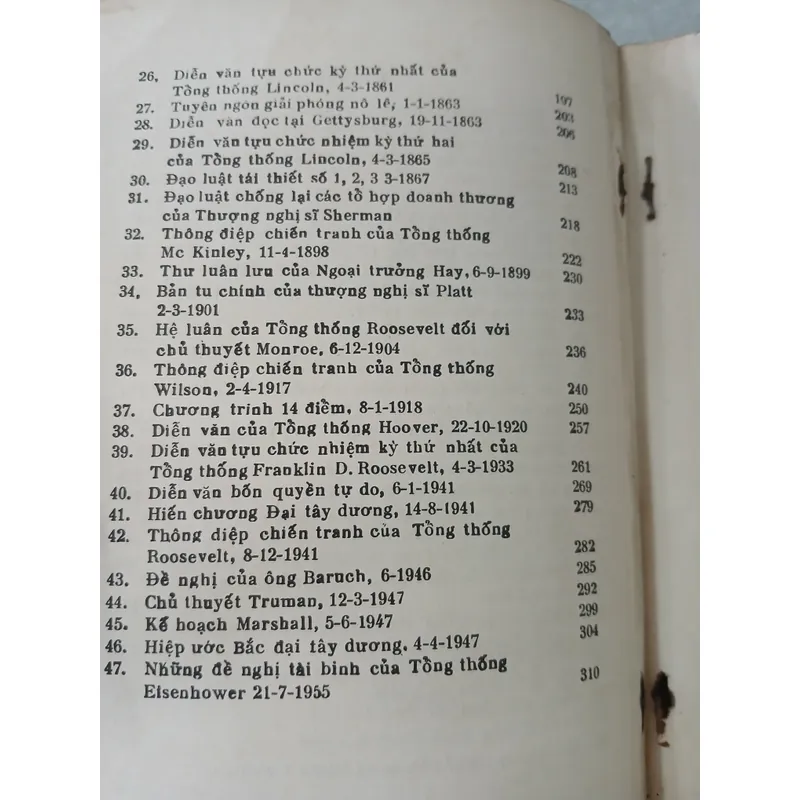 26, Diễn văn tựu chức kỳ thứ nhất của
Tổng thống Lincoln, 4-3-1861 197
27. Tuyên ngôn giải phóng nô lê, 1-1-1863 203
28. Diễn văn đọc tại Gettysburg, 19-11-1863 206
29. Diễn văn tựu chức nhiệm kỳ thứ hai
của Tổng thống Lincoln, 4-3-1865 208
30. Đạo luật tái thiết số 1, 2, 3 3-1867 213
31. Đạo luật chống lại các tổ hợp doanh thương
của Thượng nghị sĩ Sherman 218
32. Thông điệp chiến tranh của Tổng thống
Mc Kinley, 11-4-1898 222
33. Thư luân lưu của Ngoại trưởng Hay, 6-9-1899 230
34, Bản tu chính của thượng nghị sĩ Platt
2-3-1901 233
35. Hệ luân của Tổng thống Roosevelt đối với
chủ thuyết Monroe, 6-12-1904 236
36. Thông điệp chiến tranh của Tổng thống
Wilson, 2-4-1917 240
37. Chương trình 14 điểm, 8-1-1918 250
38. Diễn văn của Tổng thống Hoover, 22-10-1920 257
39. Diễn văn tựu chức nhiệm kỳ thứ nhất của
Tổng thống Franklin D. Roosevelt, 4-3-1933 261
40. Diễn văn bốn quyền tự do, 6-1-1941 269
41. Hiến chương Đại tây dương, 14-8-1941 279
42. Thông điệp chiến tranh của Tổng thống
Roosevelt, 8-12-1941 282
43. Đề nghị của ông Baruch, 6-1946 285
44. Chủ thuyết Truman, 12-3-1947 292
45. Kế hoạch Marshall, 5-6-1947 299
46. Hiệp ước Bắc đại tây dương, 4-4-1947 304
47. Những đề nghị tài binh của Tổng thống
Eisenhower 21-7-1955 310